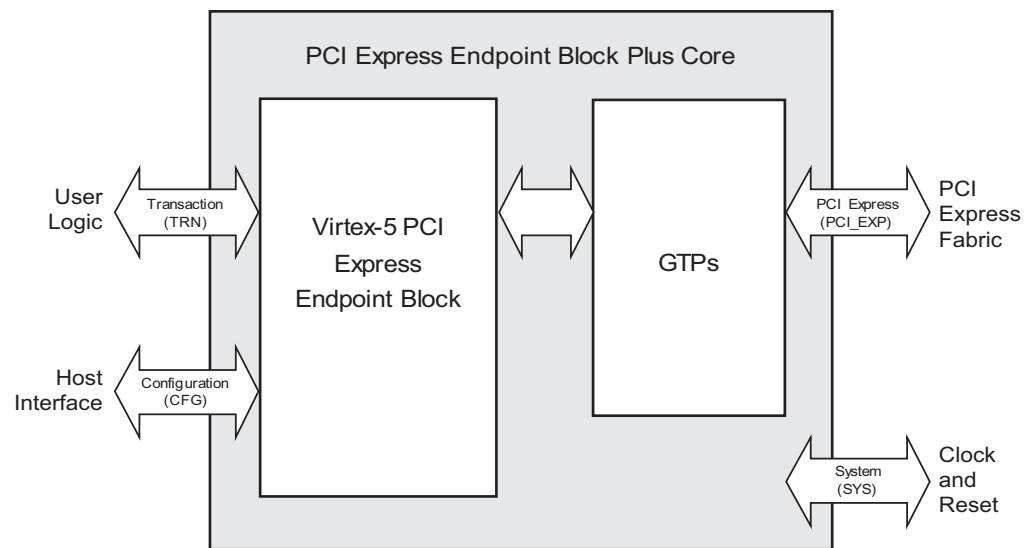 PCI Express Endpoint Block Plus Core
User
Logic
Transaction
(TRN)
Virtex-5 PCI
Express
Endpoint Block
GTPs
PCI Express
(PCI_EXP)
PCI
Express
Fabric
Host
Interface
Configuration
(CFG)
System
(SYS)
Clock
and
Reset